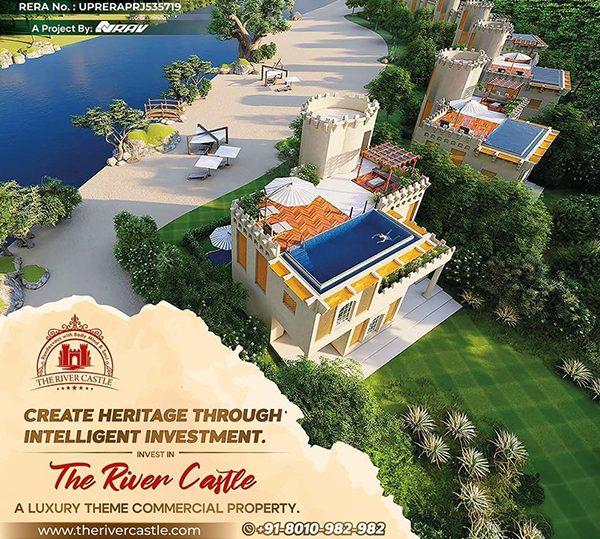 RERA No. : UPRERAPRJ535719
A Project By: NRAV
THE RIVER CASTLE
CREATE HERITAGE THROUGH
INTELLIGENT INVESTMENT.
INVEST IN
The River Castle
A LUXURY THEME COMMERCIAL PROPERTY.
www.therivercastle.com
+91-8010-982-982